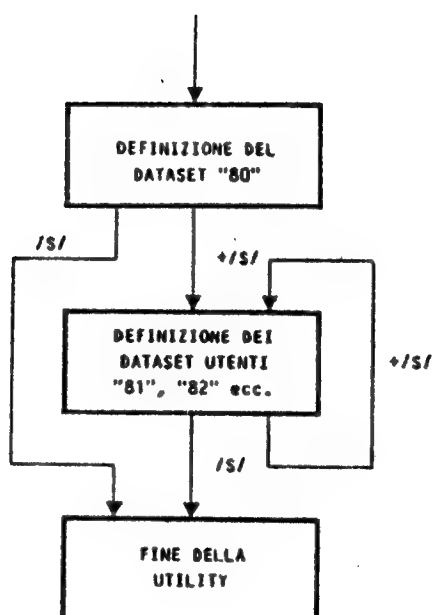 DEFINIZIONE DEL
DATASET "80"
/S/
+/S/
DEFINIZIONE DEI
DATASET UTENTI
"81", "82" ecc.
+/S/
/S/
FINE DELLA
UTILITY